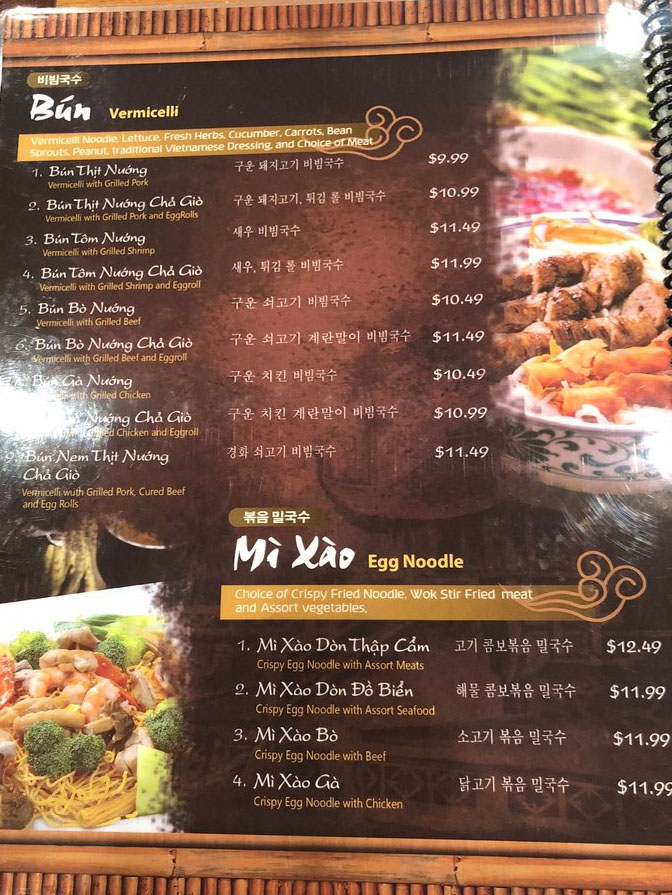 비빔국수
Bún Vermicelli
Vermicelli Noodle. Lettuce, Fresh Herbs, Cucumber, Carrots, Bean
Sprouts, Peanut, traditional Vietnamese Dressing, and Choice of Meat
1. Bún Thịt Nướng 구운 돼지고기 비빔국수 $9.99
Vermicelli with Grilled Pork
2. Bún Thịt Nướng Chả Giò 구운 돼지고기, 튀김 롤 비빔국수 $10.99
Vermicelli with Grilled Pork and EggRolls
3. Bún Tôm Nướng 새우 비빔국수 $11.49
Vermicelli with Grilled Shrimp
4. Bún Tôm Nướng Chả Giò 새우, 튀김 롤 비빔국수 $11.99
Vermicelli with Grilled Shrimp and Eggroll
5. Bún Bò Nướng 구운 쇠고기 비빔국수 $10.49
Vermicelli with Grilled Beef
6. Bún Bò Nướng Chả Giò 구운 쇠고기 계란말이 비빔국수 $11.49
Vermicelli with Grilled Beef and Eggroll
Bún Gà Nướng 구운 치킨 비빔국수 $10.49
with Grilled Chicken
Nướng Chả Giò 구운 치킨 계란말이 비빔국수 $10.99
Grilled Chicken and Eggroll
9. Bún Nem Thịt Nướng 경화 쇠고기 비빔국수 $11.49
Chả Giò
Vermicelli wuth Grilled Pork, Cured Beef
and Egg Rolls
볶음 밀국수
Mì Xào Egg Noodle
Choice of Crispy Fried Noodle, Wok Stir Fried meat
and Assort vegetables,
1. Mì Xào Dòn Thập Cẩm 고기 콤보볶음 밀국수 $12.49
Crispy Egg Noodle with Assort Meats
2. Mì Xào Dòn Đồ Biển 해물 콤보볶음 밀국수 $11.99
Crispy Egg Noodle with Assort Seafood
3. Mì Xào Bò 소고기 볶음 밀국수 $11.99
Crispy Egg Noodle with Beef
4. Mì Xào Gà 닭고기 볶음 밀국수 $11.99
Crispy Egg Noodle with Chicken